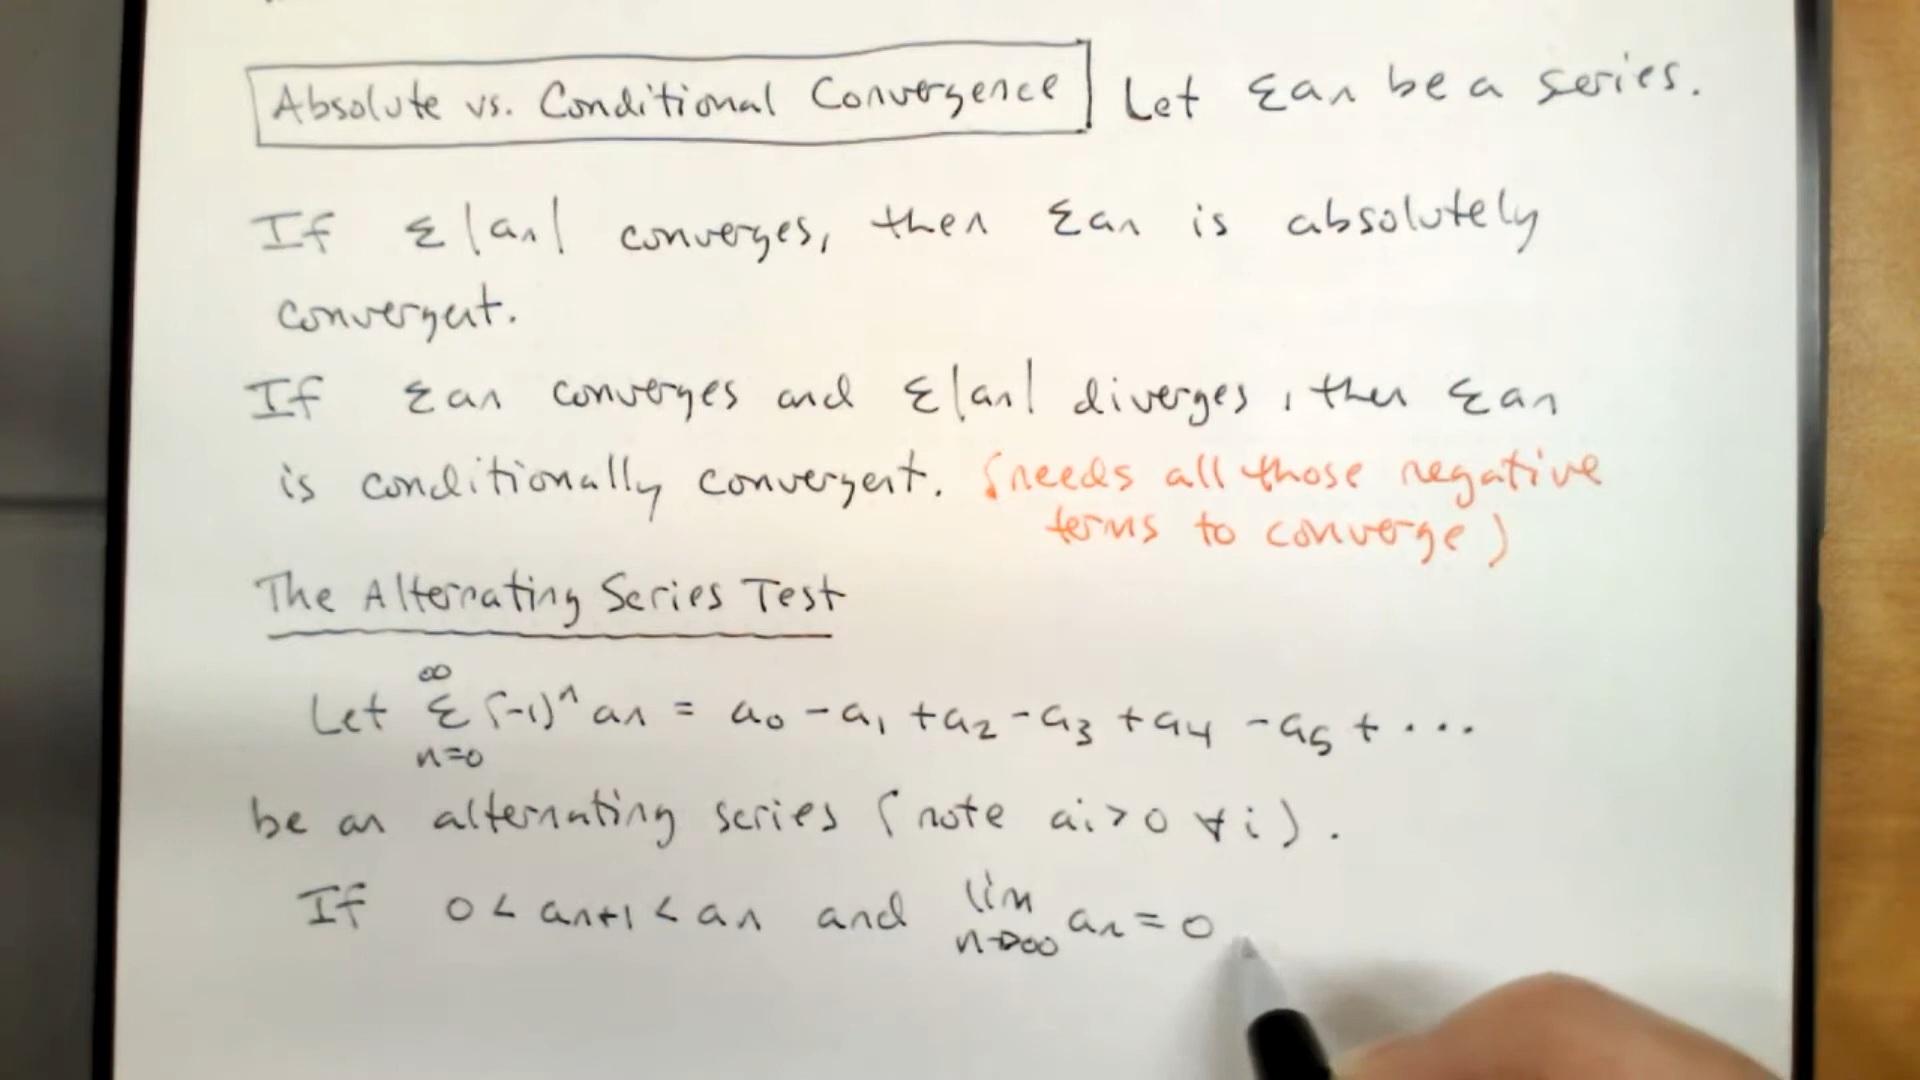 Absolute vs. Conditional Convergence Let Σan be a series.
If Σ|an| converges, then Σan is absolutely
convergent.
If Σan converges and Σ|an| diverges, then Σan
is conditionally convergent. (needs all those negative
terms to converge)
The Alternating Series Test
Let ∞Σn=0 (-1)ⁿ an = a₀ - a₁ + a₂ - a₃ + a₄ - a₅ + ...
be an alternating series (note ai > 0 ∀i).
If 0 < an+1 < an and lim n→∞ an = 0